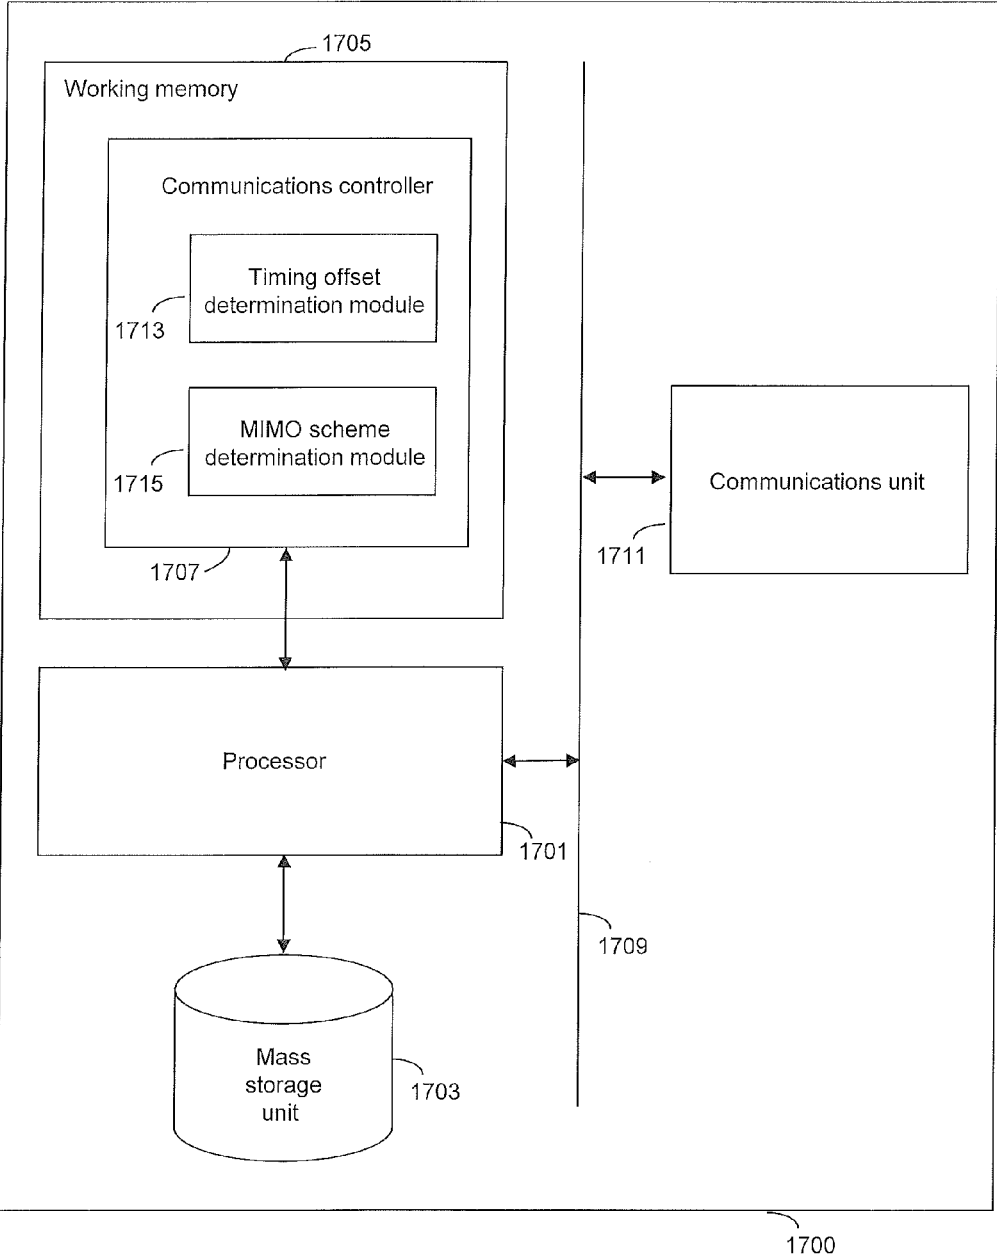 1705
Working memory
Communications controller
Timing offset
determination module
1713
MIMO scheme
determination module
1715
1707
Communications unit
1711
Processor
1701
1709
Mass
storage
unit
1703
1700